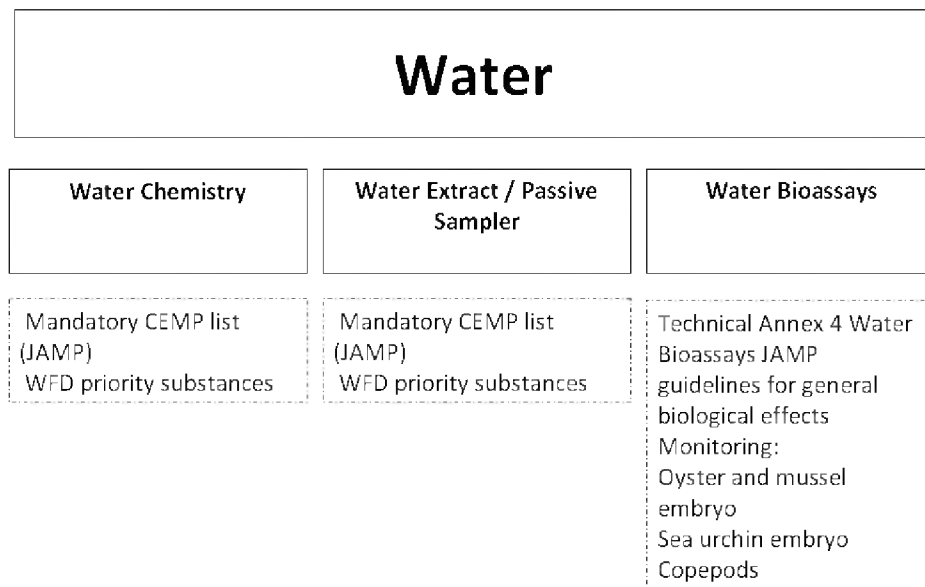 Water
Water Chemistry
Water Extract / Passive
Sampler
Water Bioassays
Mandatory CEMP list
(JAMP)
WFD priority substances
Mandatory CEMP list
(JAMP)
WFD priority substances
Technical Annex 4 Water
Bioassays JAMP
guidelines for general
biological effects
Monitoring:
Oyster and mussel
embryo
Sea urchin embryo
Copepods